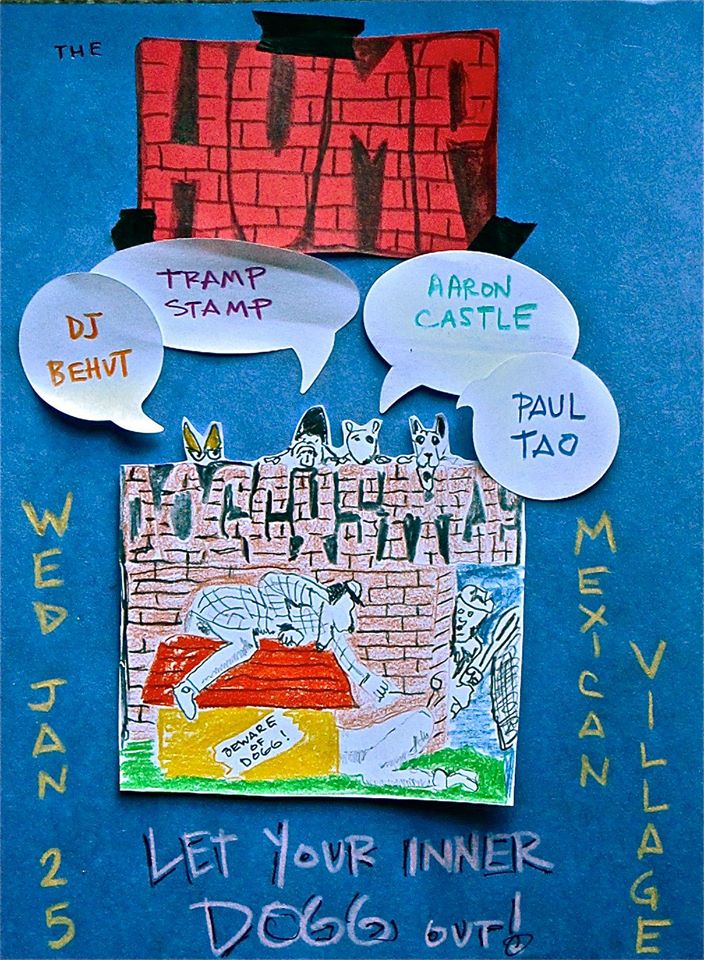 THE
HUMP
TRAMP
STAMP
AARON
CASTLE
DJ
BEHUT
PAUL
TAO
WED JAN 25
MEXICAN
VILLAGE
BEWARE
OF
DOGG!
LET YOUR INNER
DOGG OUT!